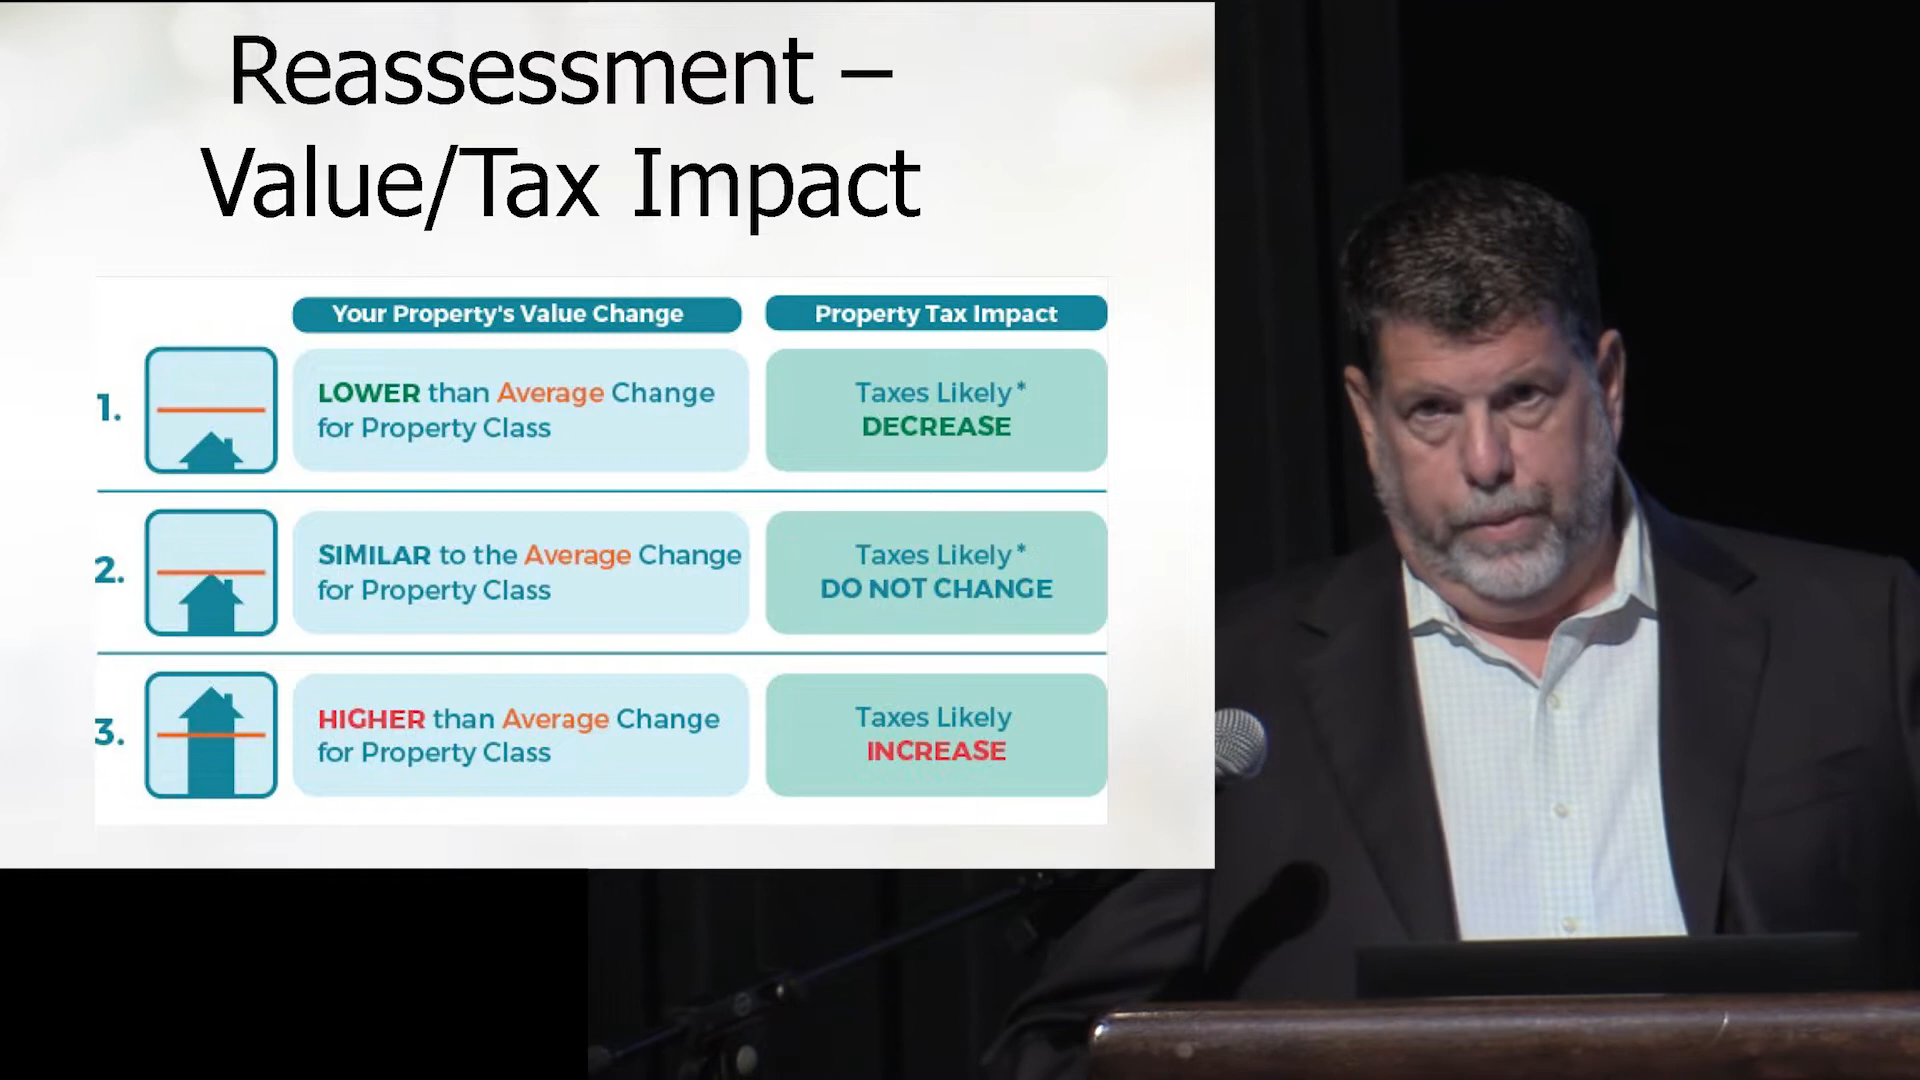 Reassessment –
Value/Tax Impact
Your Property's Value Change
Property Tax Impact
1.
LOWER than Average Change
for Property Class
Taxes Likely*
DECREASE
2.
SIMILAR to the Average Change
for Property Class
Taxes Likely*
DO NOT CHANGE
3.
HIGHER than Average Change
for Property Class
Taxes Likely
INCREASE